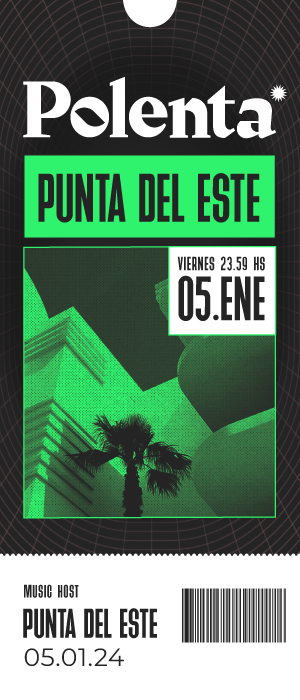 Polenta
PUNTA DEL ESTE
VIERNES 23.59 HS
05.ENE
MUSIC HOST
PUNTA DEL ESTE
05.01.24